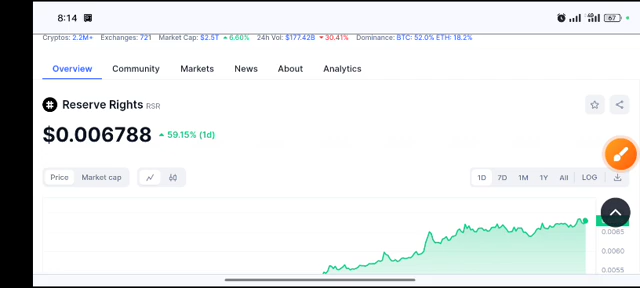 8:14
4G 67
Cryptos: 2.2M+ Exchanges: 721 Market Cap: $2.5T 6.66% 24h Vol: $177.42B 30.41% Dominance: BTC: 52.0% ETH: 18.2%
Overview Community Markets News About Analytics
Reserve Rights RSR
$0.006788 59.15% (1d)
Price Market cap 1D 7D 1M 1Y All LOG
0.0065
0.0060
0.0055